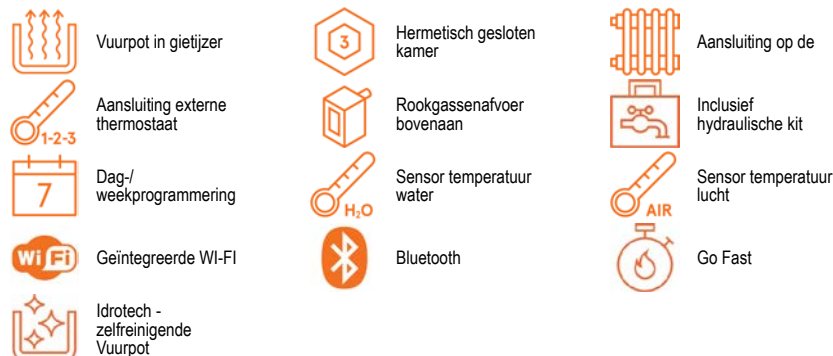 Vuurpot in gietijzer
3
Hermetisch gesloten
kamer
Aansluiting op de
1-2-3
Aansluiting externe
thermostaat
Rookgassenafvoer
bovenaan
Inclusief
hydraulische kit
7
Dag-/
weekprogrammering
H₂O
Sensor temperatuur
water
AIR
Sensor temperatuur
lucht
WiFi
Geïntegreerde WI-FI
Bluetooth
Go Fast
Idrotech -
zelfreinigende
Vuurpot